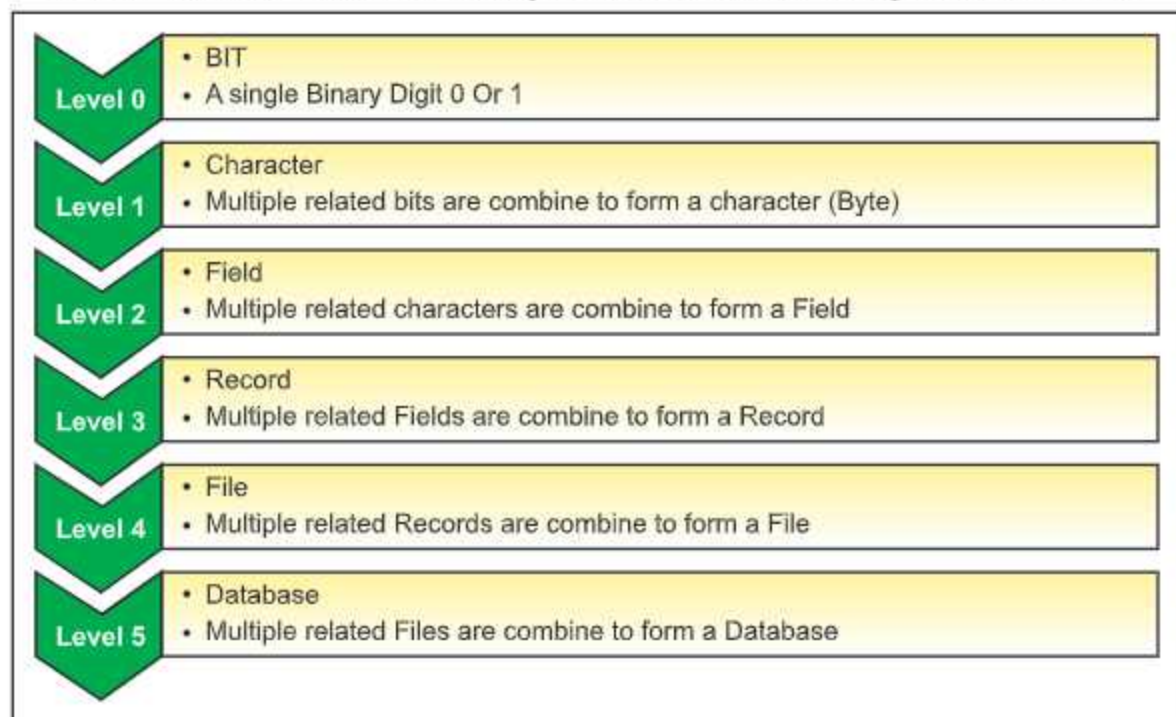 Level 0
• BIT
• A single Binary Digit 0 Or 1
Level 1
• Character
• Multiple related bits are combine to form a character (Byte)
Level 2
• Field
• Multiple related characters are combine to form a Field
Level 3
• Record
• Multiple related Fields are combine to form a Record
Level 4
• File
• Multiple related Records are combine to form a File
Level 5
• Database
• Multiple related Files are combine to form a Database